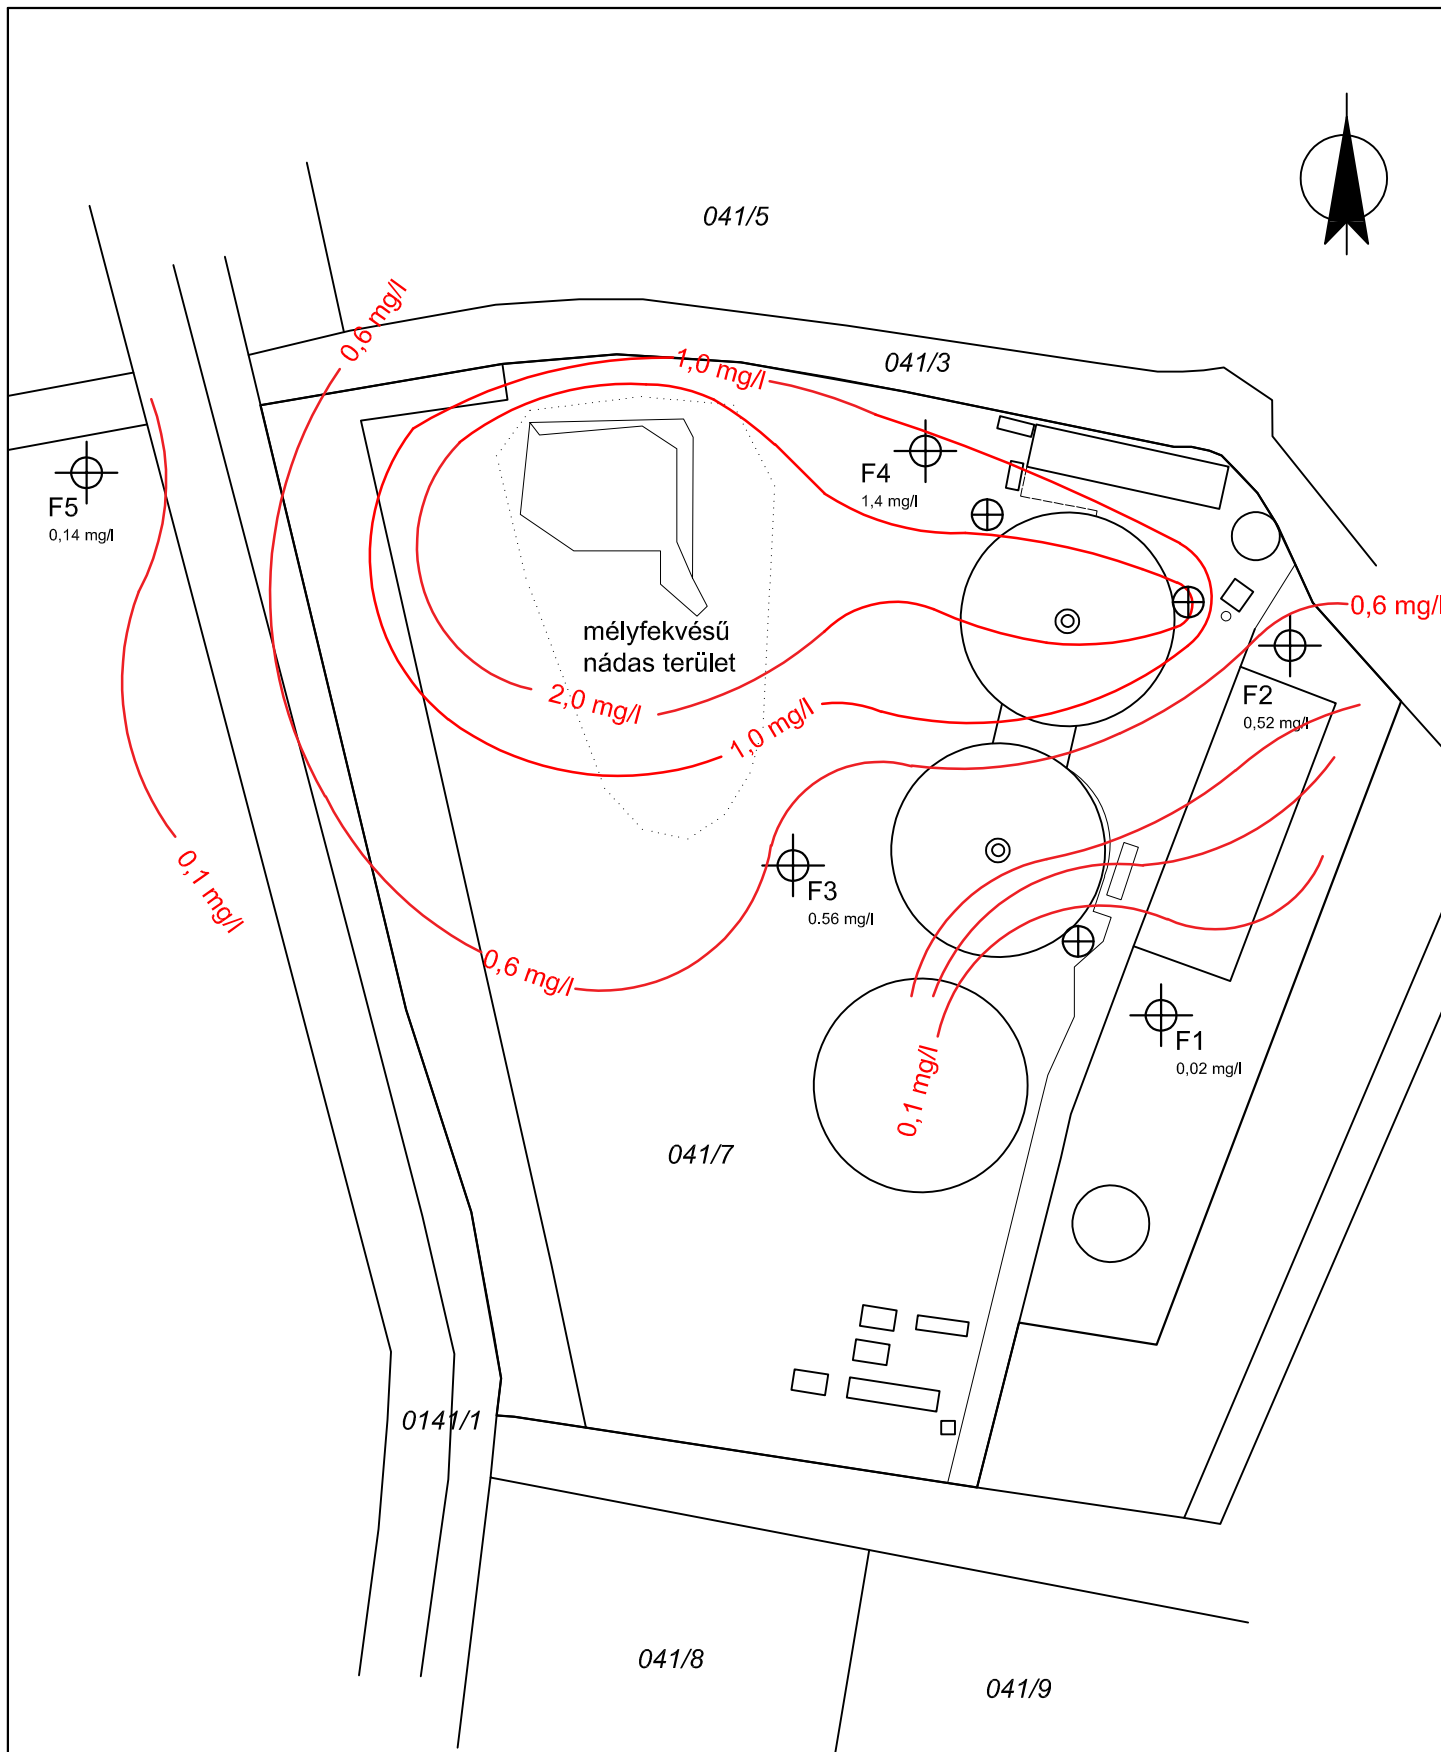 041/5
0,6 mg/l
1,0 mg/l
041/3
F4
1,4 mg/l
F5
0,14 mg/l
0,6 mg/l
mélyfekvésű
nádas terület
2,0 mg/l
1,0 mg/l
F2
0,52 mg/l
0,1 mg/l
F3
0.56 mg/l
0,6 mg/l
F1
0,02 mg/l
0,1 mg/l
041/7
0141/1
041/8
041/9